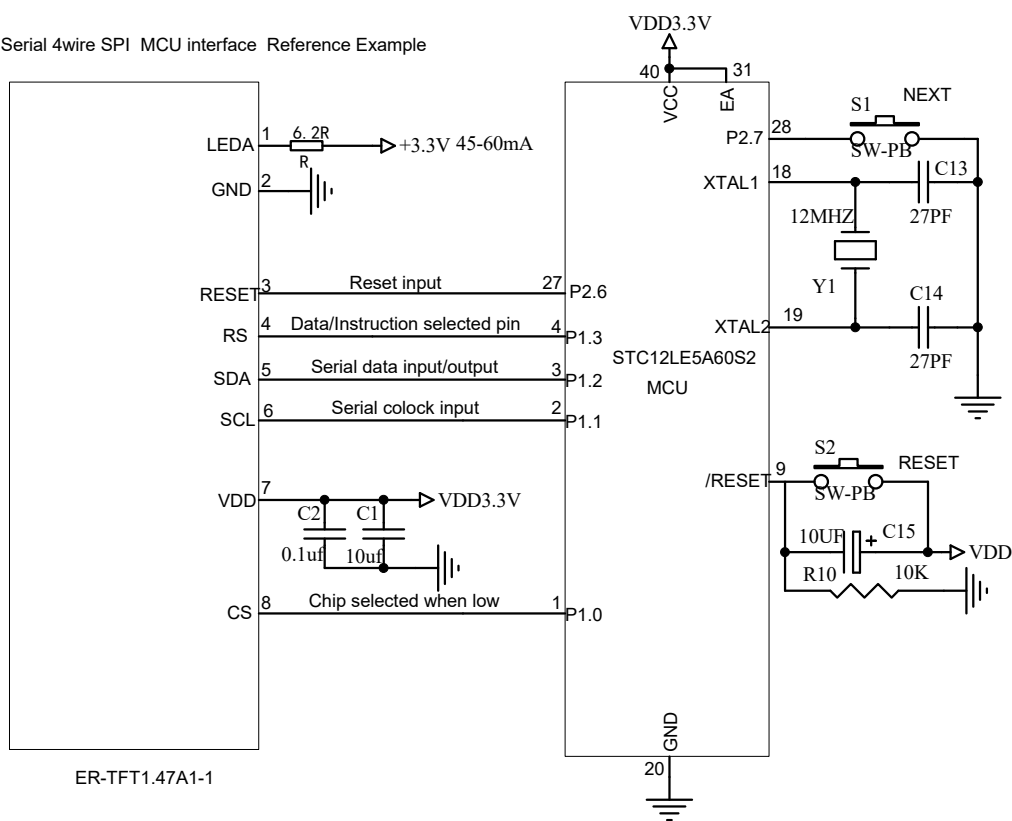 Serial 4wire SPI MCU interface Reference Example
VDD3.3V
40
31
VCC
EA
LEDA
1
6.2R
R
+3.3V 45-60mA
GND
2
RESET
3
Reset input
27
P2.6
RS
4
Data/Instruction selected pin
4
P1.3
SDA
5
Serial data input/output
3
P1.2
SCL
6
Serial colock input
2
P1.1
VDD
7
VDD3.3V
C2
C1
0.1uf
10uf
CS
8
Chip selected when low
1
P1.0
ER-TFT1.47A1-1
STC12LE5A60S2
MCU
P2.7
28
S1
NEXT
SW-PB
XTAL1
18
C13
27PF
12MHZ
Y1
C14
XTAL2
19
27PF
/RESET
9
S2
RESET
SW-PB
10UF
+
C15
VDD
R10
10K
GND
20